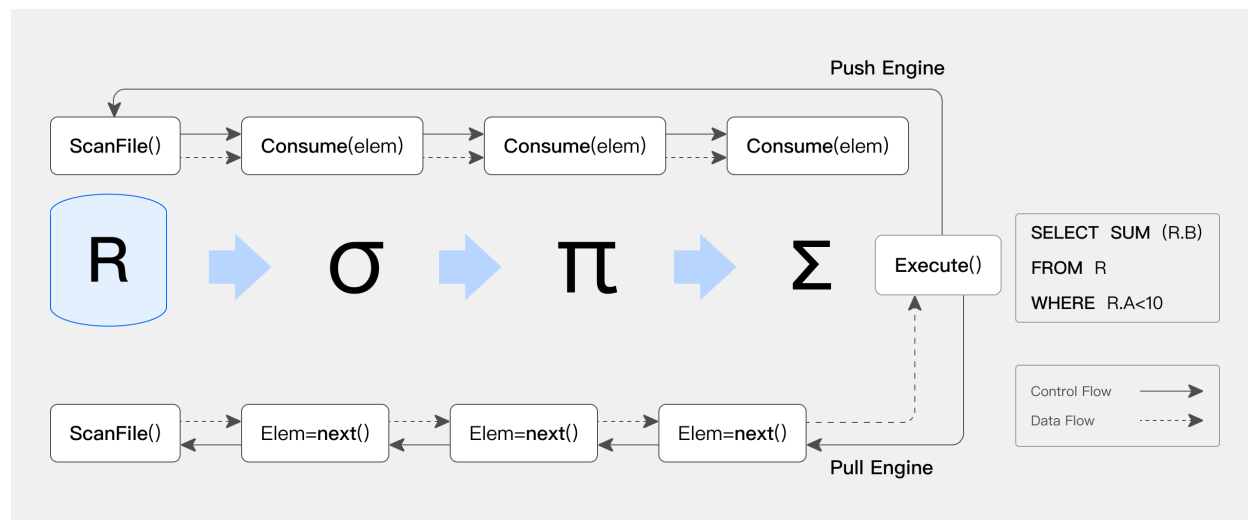 Push Engine
ScanFile()
Consume(elem)
Consume(elem)
Consume(elem)
R
σ
π
Σ
Execute()
SELECT SUM (R.B)
FROM R
WHERE R.A<10
Control Flow
Data Flow
ScanFile()
Elem=next()
Elem=next()
Elem=next()
Pull Engine